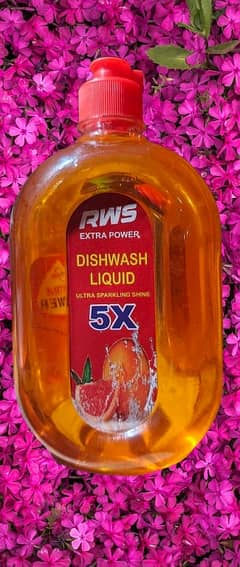 RWS
EXTRA POWER
DISHWASH
LIQUID
ULTRA SPARKLING SHINE
5X